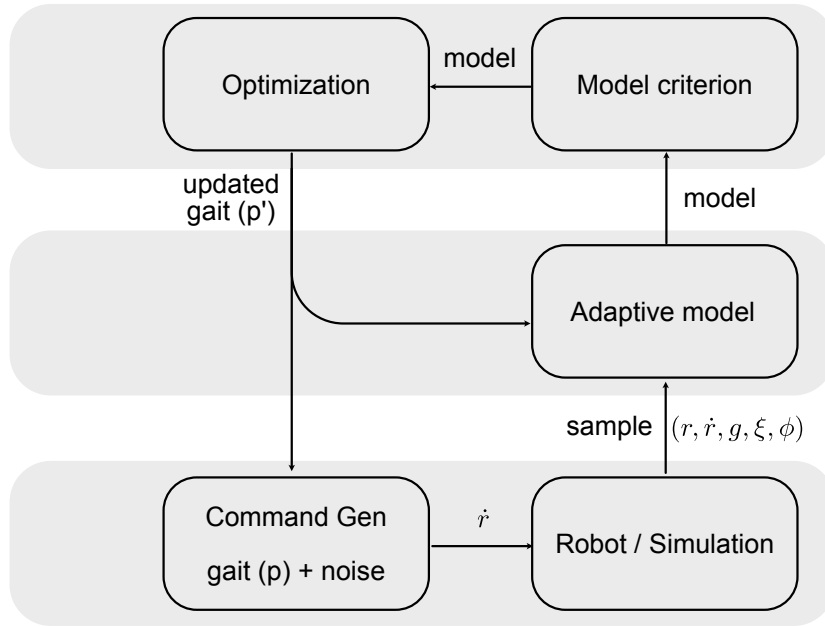 Optimization
model
Model criterion
updated
gait (p')
model
Adaptive model
sample
(r, ṙ, g, ξ, ϕ)
Command Gen
gait (p) + noise
ṙ
Robot / Simulation